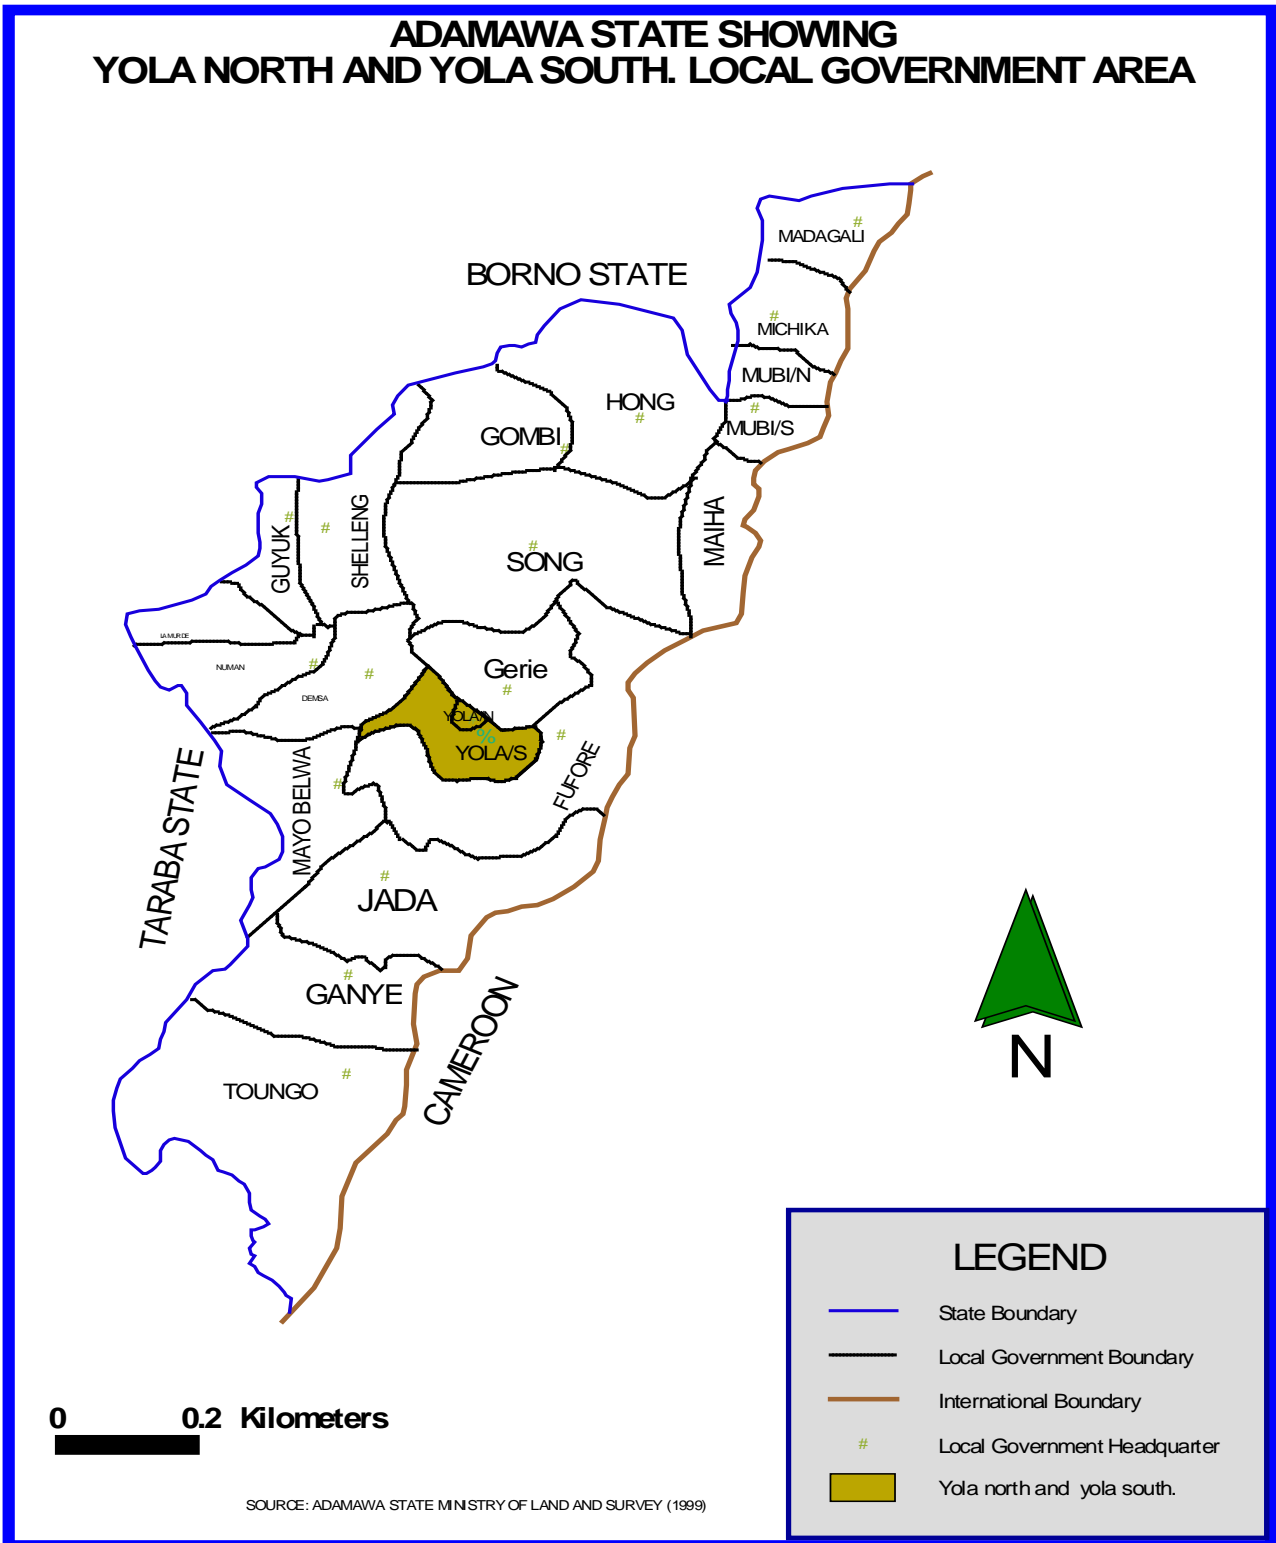 ADAMAWA STATE SHOWING
YOLA NORTH AND YOLA SOUTH. LOCAL GOVERNMENT AREA
MADAGALI
BORNO STATE
MICHIKA
MUBI/N
HONG
MUBI/S
GOMBI
SHELLENG
MAIHA
GUYUK
SONG
LAMURDE
NUMAN
Gerie
DEMSA
YOLA/N
YOLA/S
FUFORE
MAYO BELWA
TARABA STATE
JADA
GANYE
CAMEROON
TOUNGO
N
LEGEND
State Boundary
Local Government Boundary
International Boundary
# Local Government Headquarter
Yola north and yola south.
0 0.2 Kilometers
SOURCE: ADAMAWA STATE MINISTRY OF LAND AND SURVEY (1999)